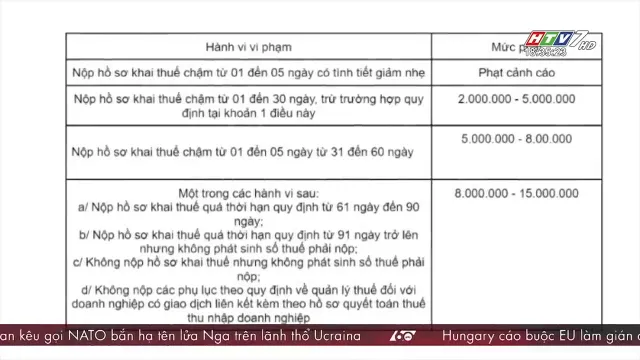 Hành vi vi phạm
Mức p
HTV7 HD
18:35:23
Nộp hồ sơ khai thuế chậm từ 01 đến 05 ngày có tình tiết giảm nhẹ
Phạt cảnh cáo
Nộp hồ sơ khai thuế chậm từ 01 đến 30 ngày, trừ trường hợp quy
định tại khoản 1 điều này
2.000.000 - 5.000.000
Nộp hồ sơ khai thuế chậm từ 01 đến 05 ngày từ 31 đến 60 ngày
5.000.000 - 8.00.000
Một trong các hành vi sau:
a/ Nộp hồ sơ khai thuế quá thời hạn quy định từ 61 ngày đến 90
ngày;
b/ Nộp hồ sơ khai thuế quá thời hạn quy định từ 91 ngày trở lên
nhưng không phát sinh số thuế phải nộp;
c/ Không nộp hồ sơ khai thuế nhưng không phát sinh số thuế phải
nộp;
d/ Không nộp các phụ lục theo quy định về quản lý thuế đối với
doanh nghiệp có giao dịch liên kết kèm theo hồ sơ quyết toán thuế
thu nhập doanh nghiệp
8.000.000 - 15.000.000
an kêu gọi NATO bắn hạ tên lửa Nga trên lãnh thổ Ucraina
60
Hungary cáo buộc EU làm gián